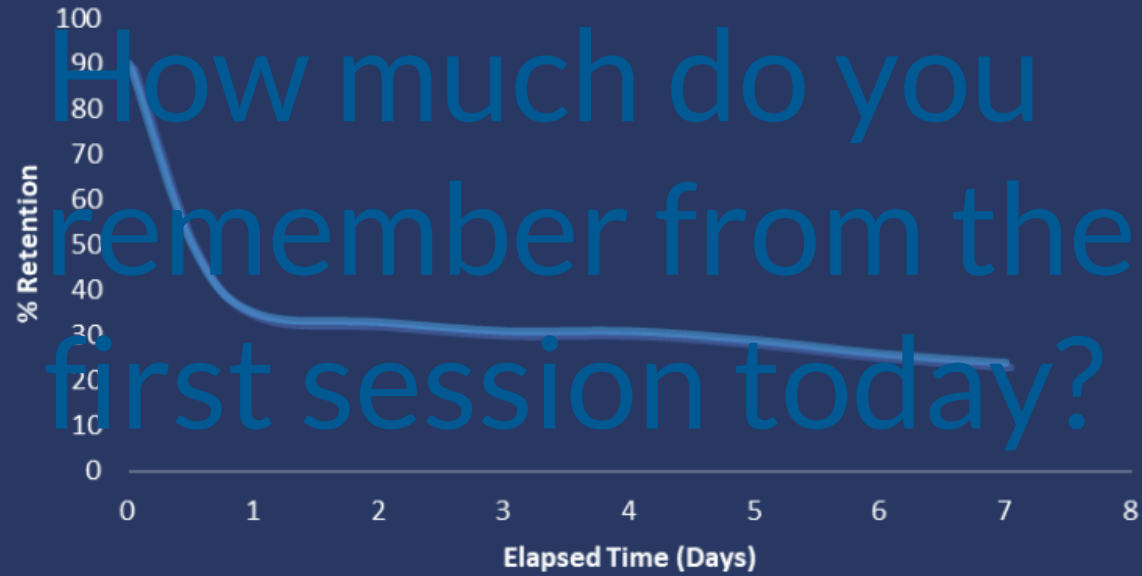 How much do you
remember from the
first session today?
% Retention
100
90
80
70
60
50
40
30
20
10
0
0 1 2 3 4 5 6 7 8
Elapsed Time (Days)